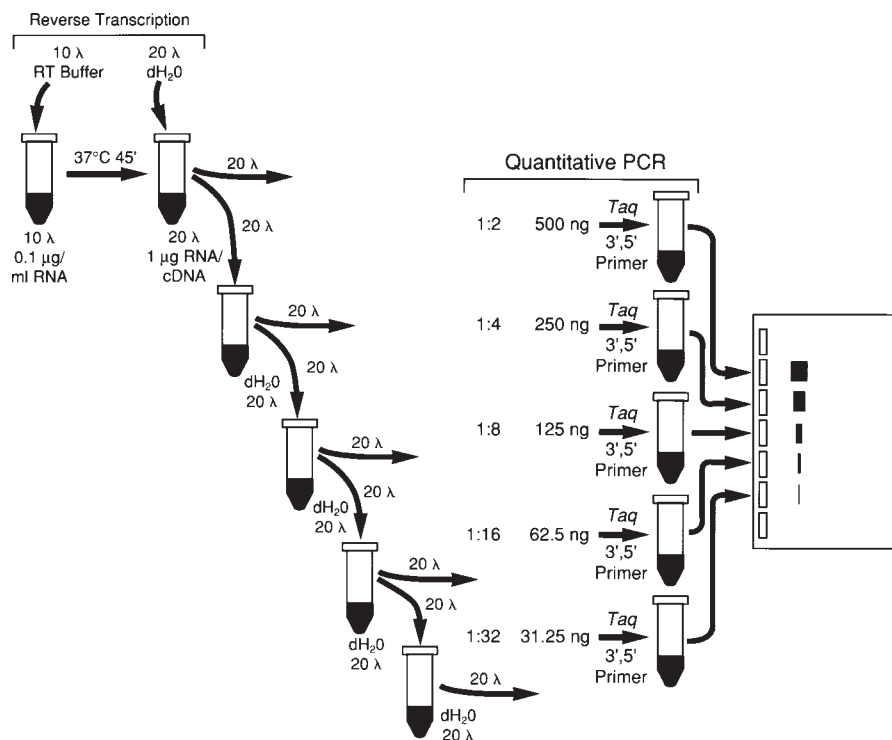 Reverse Transcription
10 λ
RT Buffer
20 λ
dH₂0
37°C 45'
20 λ
10 λ
0.1 μg/
ml RNA
20 λ
1 μg RNA/
cDNA
20 λ
20 λ
dH₂0
20 λ
20 λ
20 λ
dH₂0
20 λ
20 λ
20 λ
dH₂0
20 λ
20 λ
20 λ
dH₂0
20 λ
Quantitative PCR
1:2 500 ng Taq
3',5'
Primer
1:4 250 ng Taq
3',5'
Primer
1:8 125 ng Taq
3',5'
Primer
1:16 62.5 ng Taq
3',5'
Primer
1:32 31.25 ng Taq
3',5'
Primer